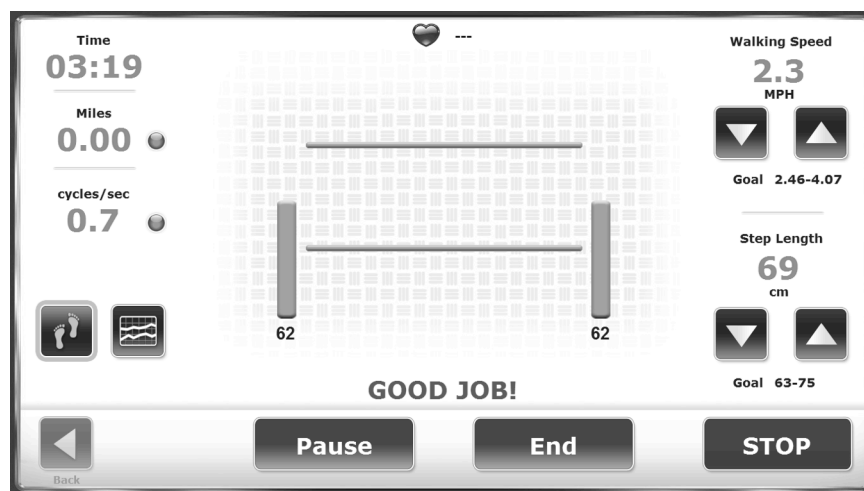 ---
Time
03:19
Miles
0.00
cycles/sec
0.7
Walking Speed
2.3
MPH
Goal 2.46-4.07
Step Length
69
cm
Goal 63-75
62
62
GOOD JOB!
Back
Pause
End
STOP